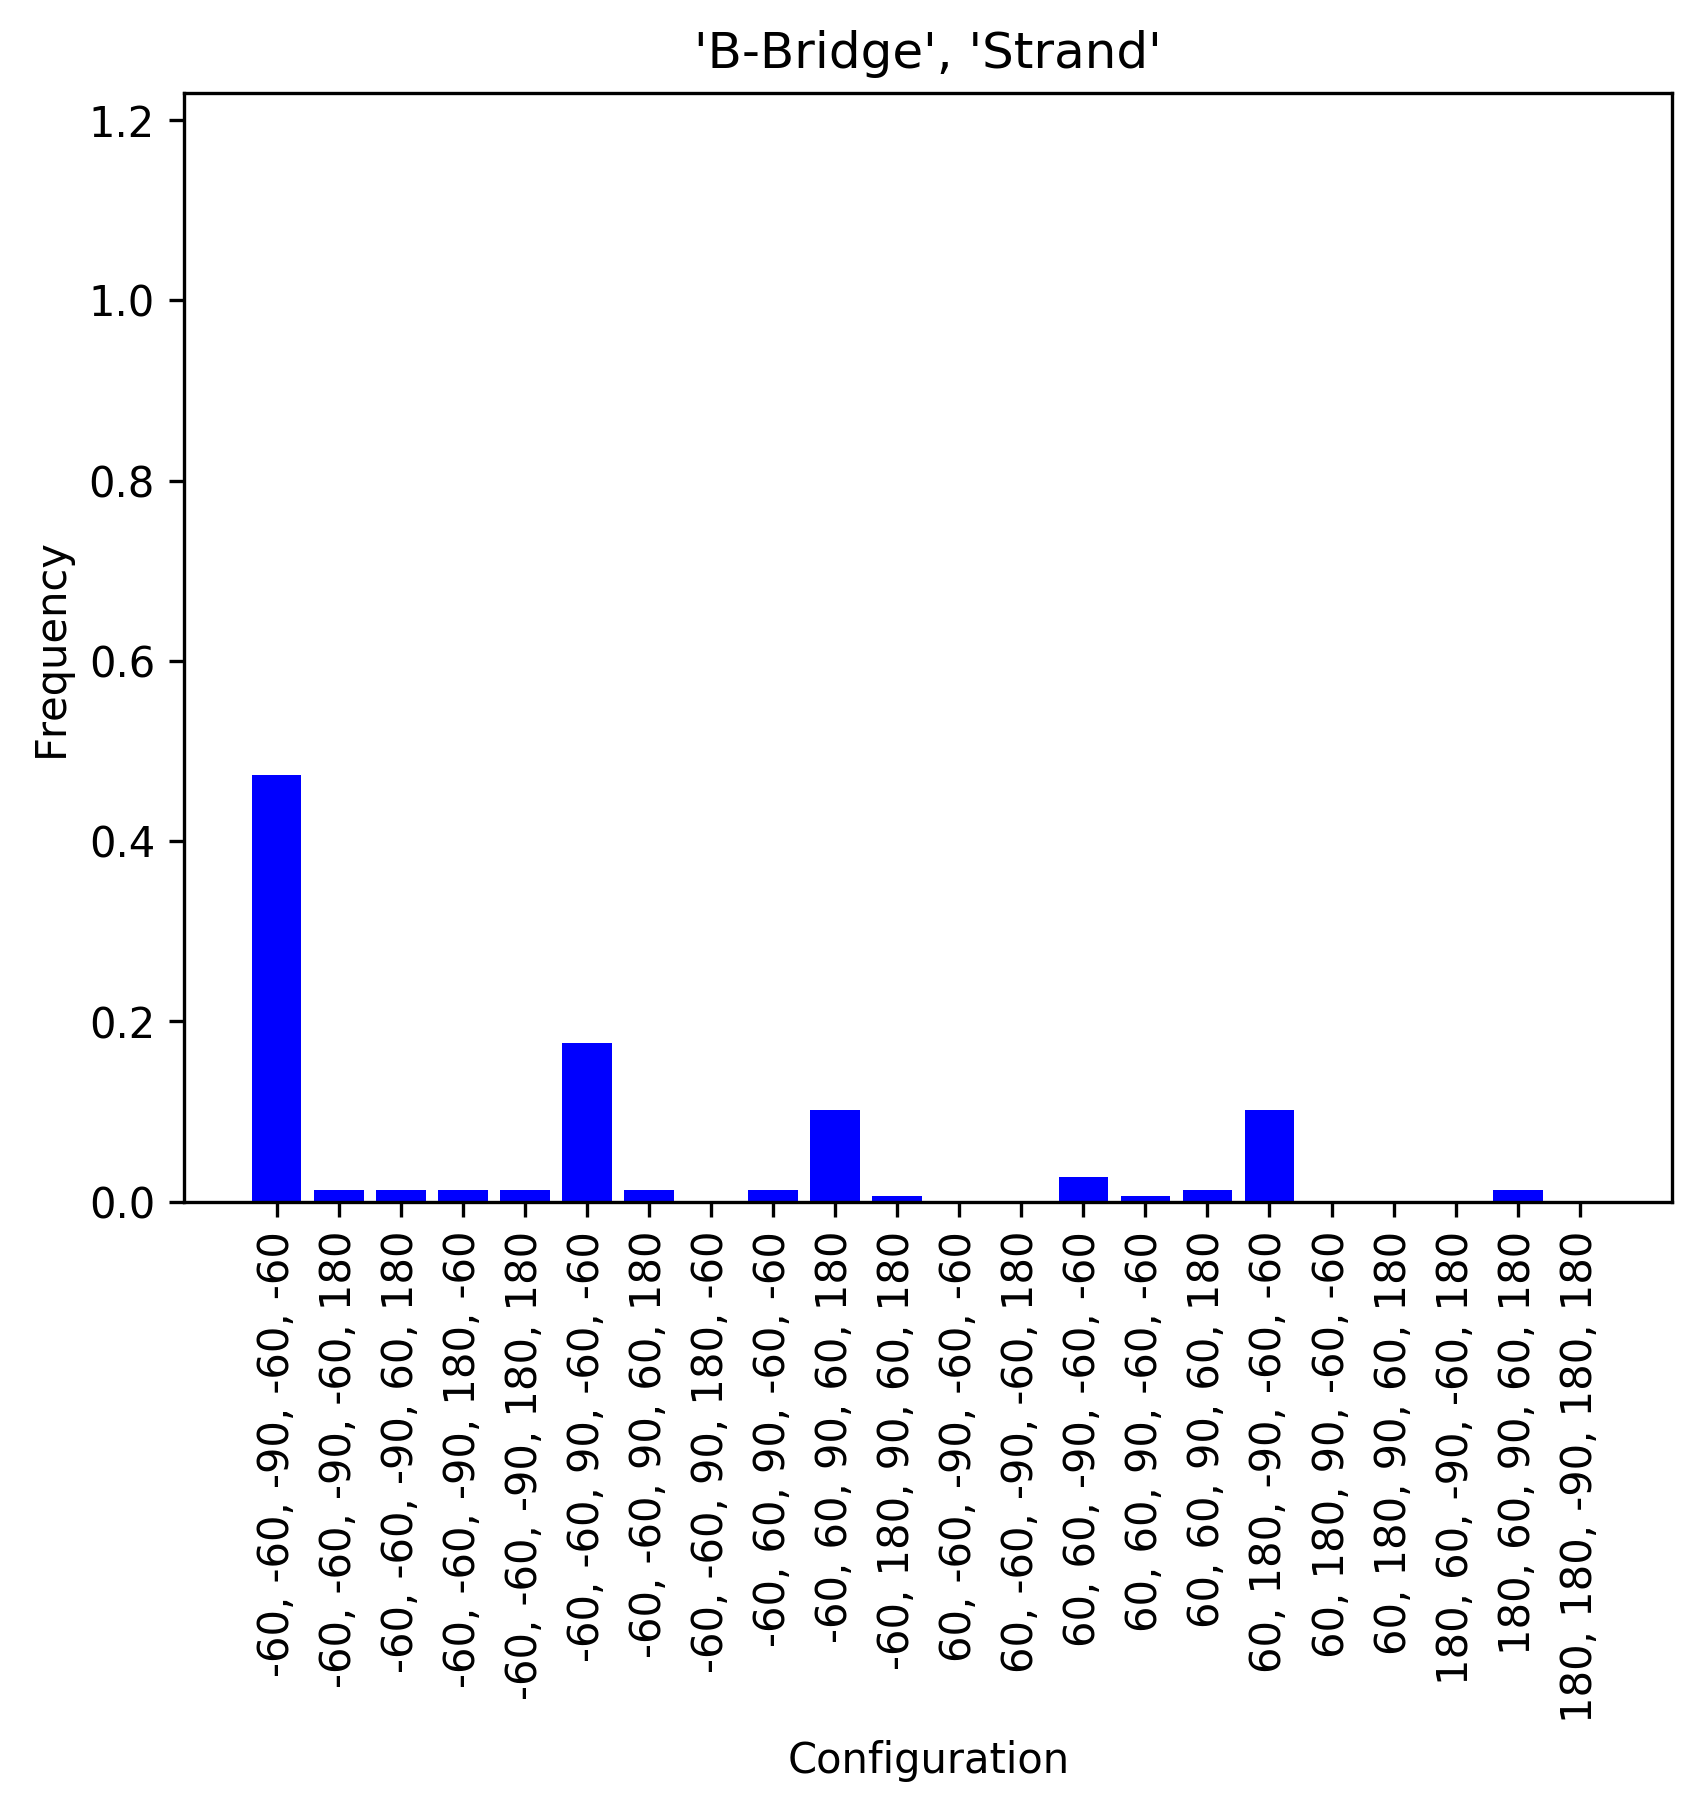 'B-Bridge', 'Strand'
Frequency
1.2
1.0
0.8
0.6
0.4
0.2
0.0
-60, -60, -90, -60, -60
-60, -60, -90, -60, 180
-60, -60, -90, 60, 180
-60, -60, -90, 180, -60
-60, -60, -90, 180, 180
-60, -60, 90, -60, -60
-60, -60, 90, 60, 180
-60, -60, 90, 180, -60
-60, 60, 90, -60, -60
-60, 60, 90, 60, 180
-60, 180, 90, 60, 180
60, -60, -90, -60, -60
60, -60, -90, -60, 180
60, 60, -90, -60, -60
60, 60, 90, -60, -60
60, 60, 90, 60, 180
60, 180, -90, -60, -60
60, 180, 90, -60, -60
60, 180, 90, 60, 180
180, 60, -90, -60, 180
180, 60, 90, 60, 180
180, 180, -90, 180, 180
Configuration